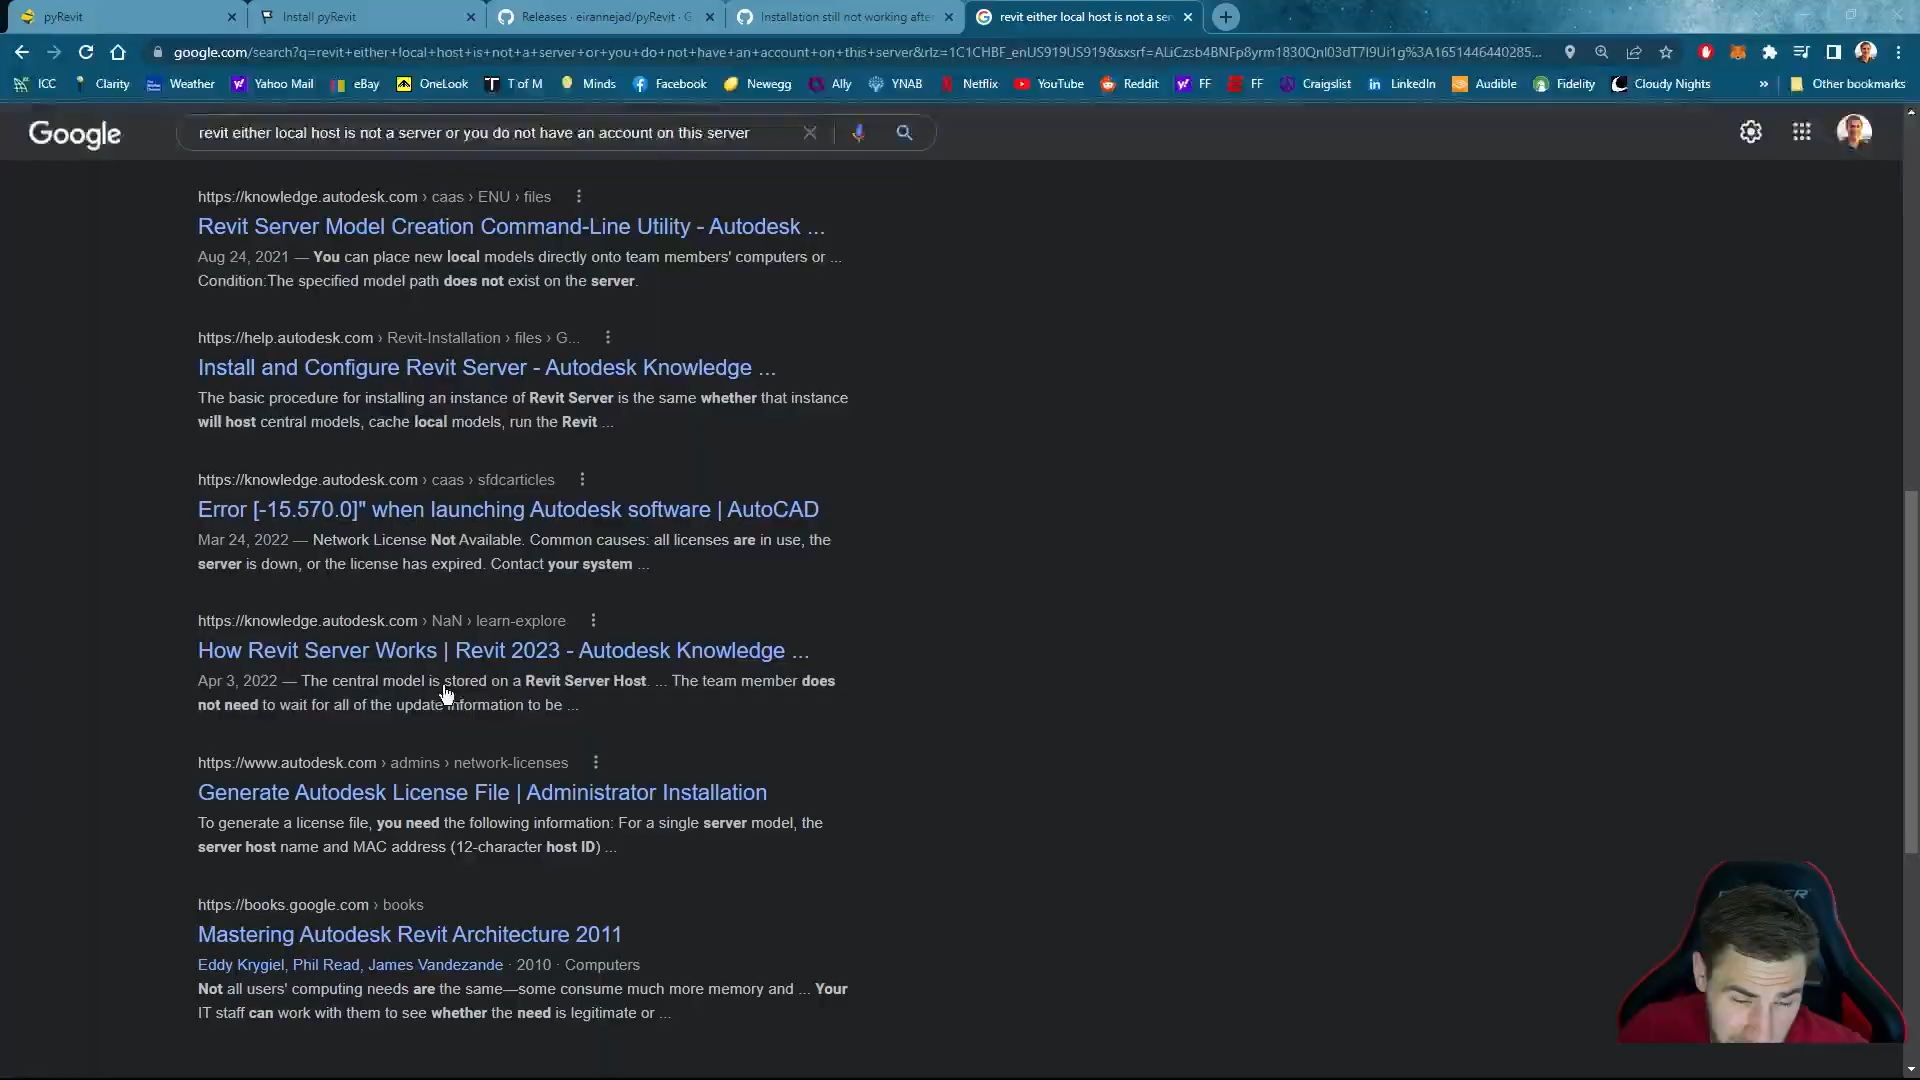 pyRevit
Install pyRevit
Releases · eirannejad/pyRevit · G
Installation still not working afte
revit either local host is not a ser
google.com/search?q=revit+either+local+host+is+not+a+server+or+you+do+not+have+an+account+on+this+server&rlz=1C1CHBF_enUS919US919&sxsrf=ALiCzsb4BNFp8yrm1830Qnl03dT7I9Ui1g%3A1651446440285...
ICC
Clarity
Weather
Yahoo Mail
eBay
OneLook
T of M
Minds
Facebook
Newegg
Ally
YNAB
Netflix
YouTube
Reddit
FF
FF
Craigslist
LinkedIn
Audible
Fidelity
Cloudy Nights
»
Other bookmarks
Google
revit either local host is not a server or you do not have an account on this server
https://knowledge.autodesk.com › caas › ENU › files
Revit Server Model Creation Command-Line Utility - Autodesk ...
Aug 24, 2021 — You can place new local models directly onto team members' computers or ...
Condition:The specified model path does not exist on the server.
https://help.autodesk.com › Revit-Installation › files › G...
Install and Configure Revit Server - Autodesk Knowledge ...
The basic procedure for installing an instance of Revit Server is the same whether that instance
will host central models, cache local models, run the Revit ...
https://knowledge.autodesk.com › caas › sfdcarticles
Error [-15.570.0]" when launching Autodesk software | AutoCAD
Mar 24, 2022 — Network License Not Available. Common causes: all licenses are in use, the
server is down, or the license has expired. Contact your system ...
https://knowledge.autodesk.com › NaN › learn-explore
How Revit Server Works | Revit 2023 - Autodesk Knowledge ...
Apr 3, 2022 — The central model is stored on a Revit Server Host. ... The team member does
not need to wait for all of the update information to be ...
https://www.autodesk.com › admins › network-licenses
Generate Autodesk License File | Administrator Installation
To generate a license file, you need the following information: For a single server model, the
server host name and MAC address (12-character host ID) ...
https://books.google.com › books
Mastering Autodesk Revit Architecture 2011
Eddy Krygiel, Phil Read, James Vandezande · 2010 · Computers
Not all users' computing needs are the same—some consume much more memory and ... Your
IT staff can work with them to see whether the need is legitimate or ...